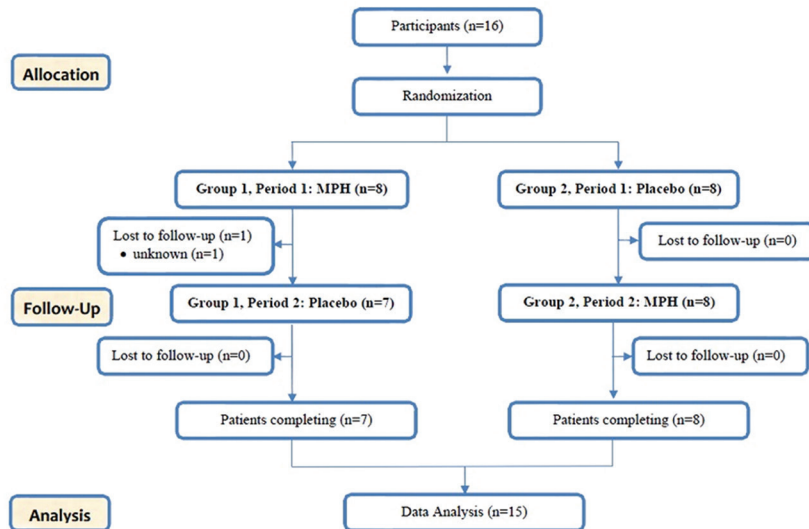 Participants (n=16)
Allocation
Randomization
Group 1, Period 1: MPH (n=8)
Group 2, Period 1: Placebo (n=8)
Lost to follow-up (n=1)
• unknown (n=1)
Lost to follow-up (n=0)
Follow-Up
Group 1, Period 2: Placebo (n=7)
Group 2, Period 2: MPH (n=8)
Lost to follow-up (n=0)
Lost to follow-up (n=0)
Patients completing (n=7)
Patients completing (n=8)
Analysis
Data Analysis (n=15)